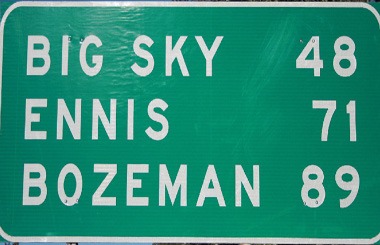 BIG SKY 48
ENNIS 71
BOZEMAN 89